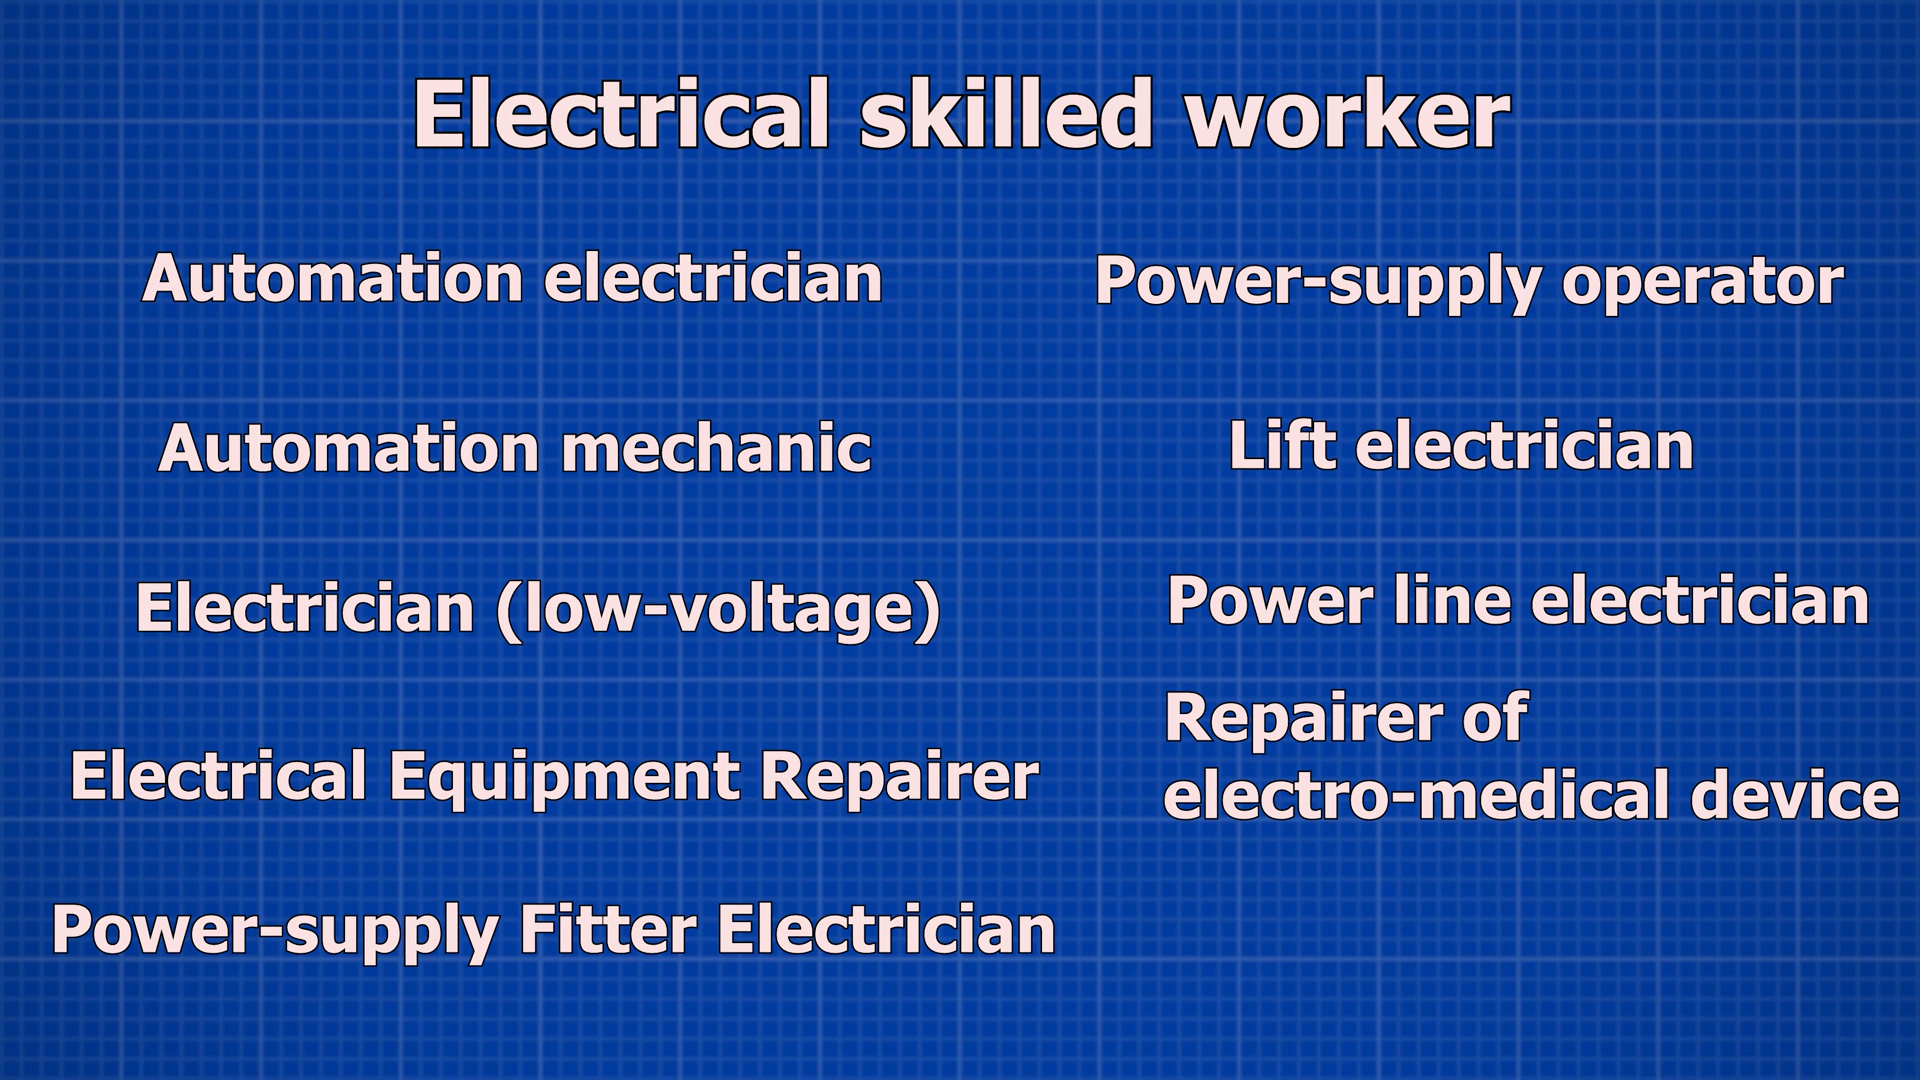 Electrical skilled worker
Automation electrician
Automation mechanic
Electrician (low-voltage)
Electrical Equipment Repairer
Power-supply Fitter Electrician
Power-supply operator
Lift electrician
Power line electrician
Repairer of
electro-medical device